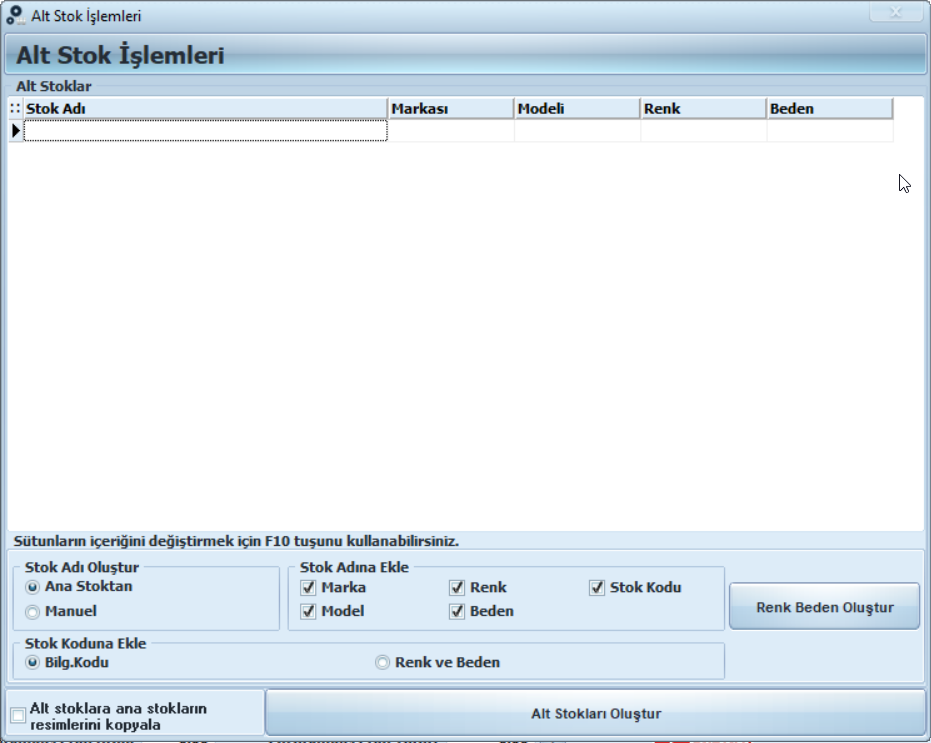 Alt Stok İşlemleri
Alt Stok İşlemleri
Alt Stoklar
Stok Adı Markası Modeli Renk Beden
Sütunların içeriğini değiştirmek için F10 tuşunu kullanabilirsiniz.
Stok Adı Oluştur Stok Adına Ekle
Ana Stoktan Marka Renk Stok Kodu
Manuel Model Beden
Renk Beden Oluştur
Stok Koduna Ekle
Bilg.Kodu Renk ve Beden
Alt stoklara ana stokların
resimlerini kopyala
Alt Stokları Oluştur